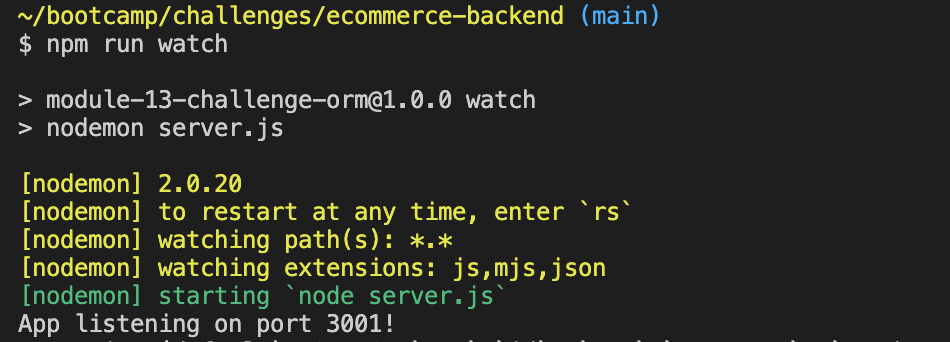 ~/bootcamp/challenges/ecommerce-backend (main)
$ npm run watch
> module-13-challenge-orm@1.0.0 watch
> nodemon server.js
[nodemon] 2.0.20
[nodemon] to restart at any time, enter `rs`
[nodemon] watching path(s): *.*
[nodemon] watching extensions: js,mjs,json
[nodemon] starting `node server.js`
App listening on port 3001!